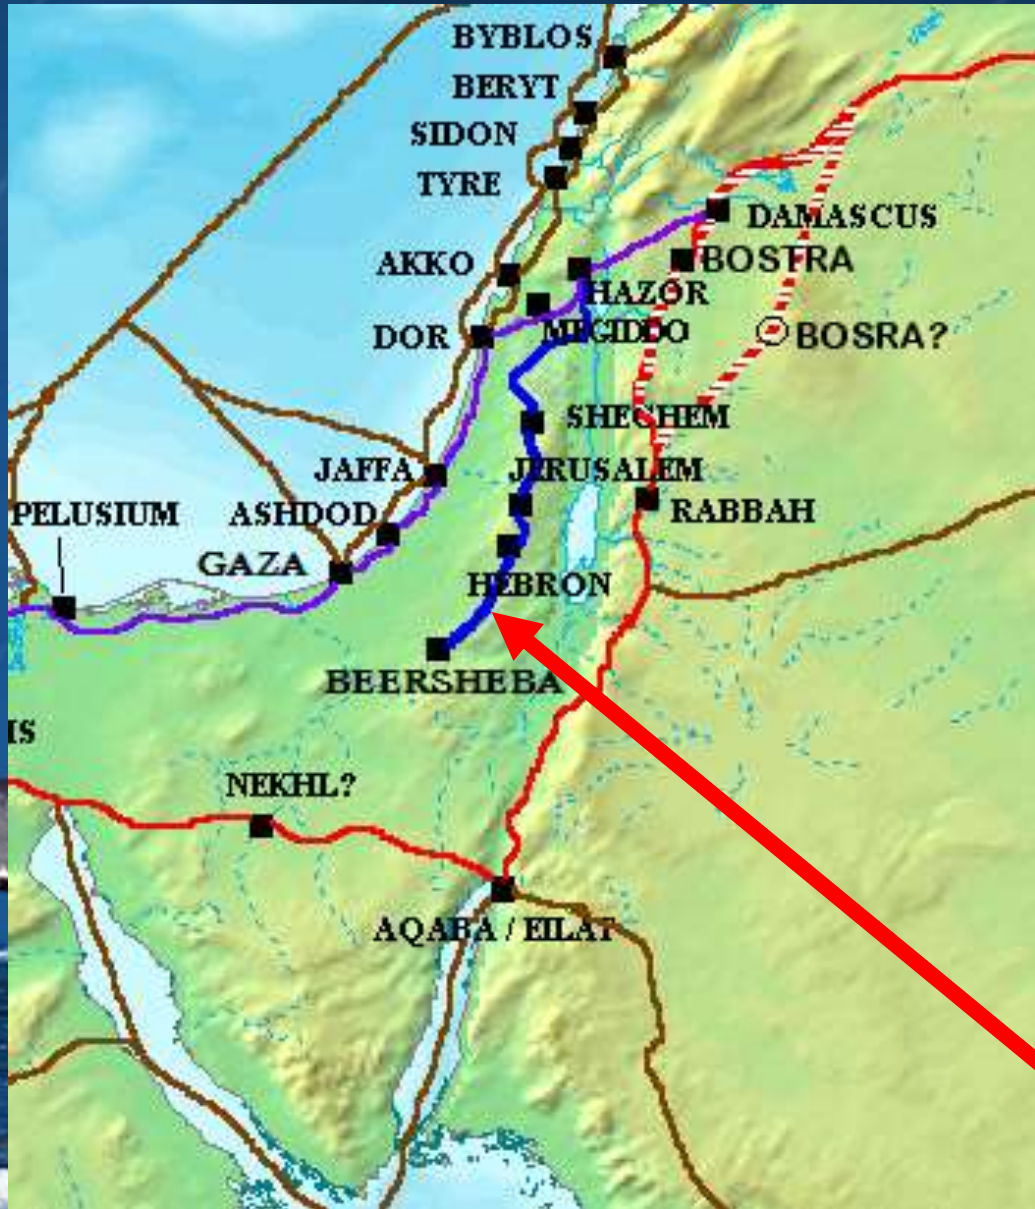 BYBLOS
BERYT
SIDON
TYRE
DAMASCUS
AKKO
BOSTRA
HAZOR
DOR
MEGIDDO
BOSRA?
SHECHEM
JAFFA
JERUSALEM
PELUSIUM
ASHDOD
RABBAH
GAZA
HEBRON
BEERSHEBA
IS
NEKHL?
AQABA / EILAT